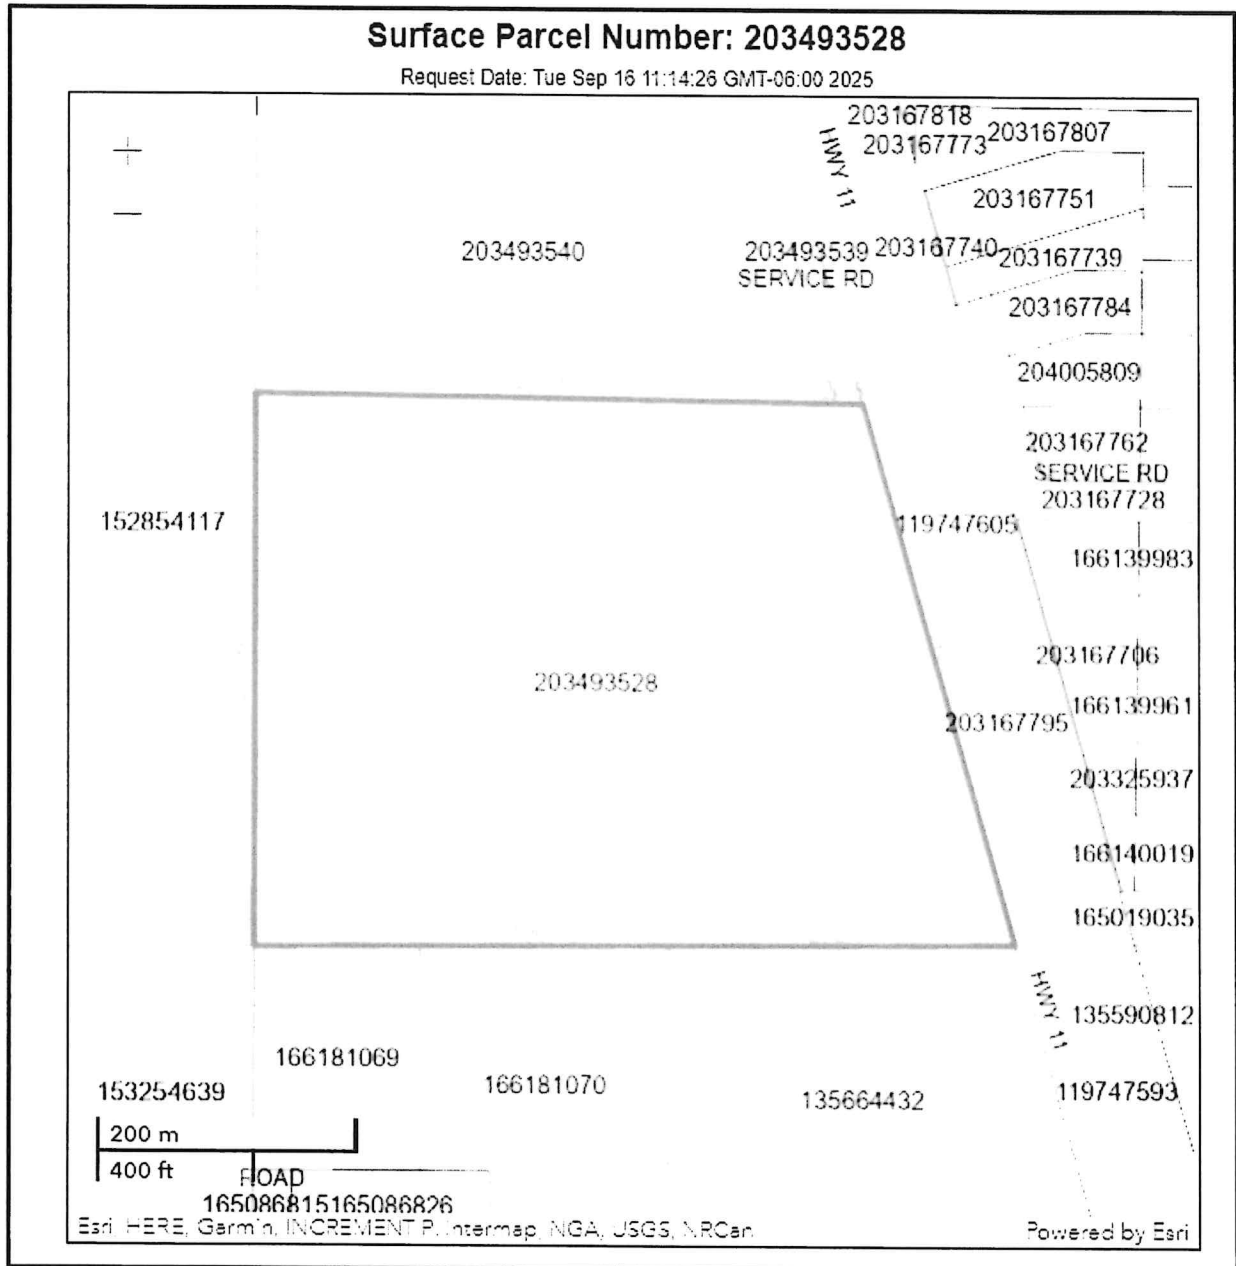 Surface Parcel Number: 203493528
Request Date: Tue Sep 16 11:14:26 GMT-06:00 2025
203167818
203167807
HWY 11
203167773
203167751
203493540
203493539
203167740
203167739
SERVICE RD
203167784
204005809
203167762
SERVICE RD
203167728
152854117
119747605
166139983
203167706
203493528
166139961
203167795
203325937
166140019
165019035
HWY 11
135590812
166181069
166181070
153254639
135664432
119747593
200 m
400 ft
ROAD
165086815165086826
Esri, HERE, Garmin, INCREMENT P, Intermap, NGA, USGS, NRCan
Powered by Esri